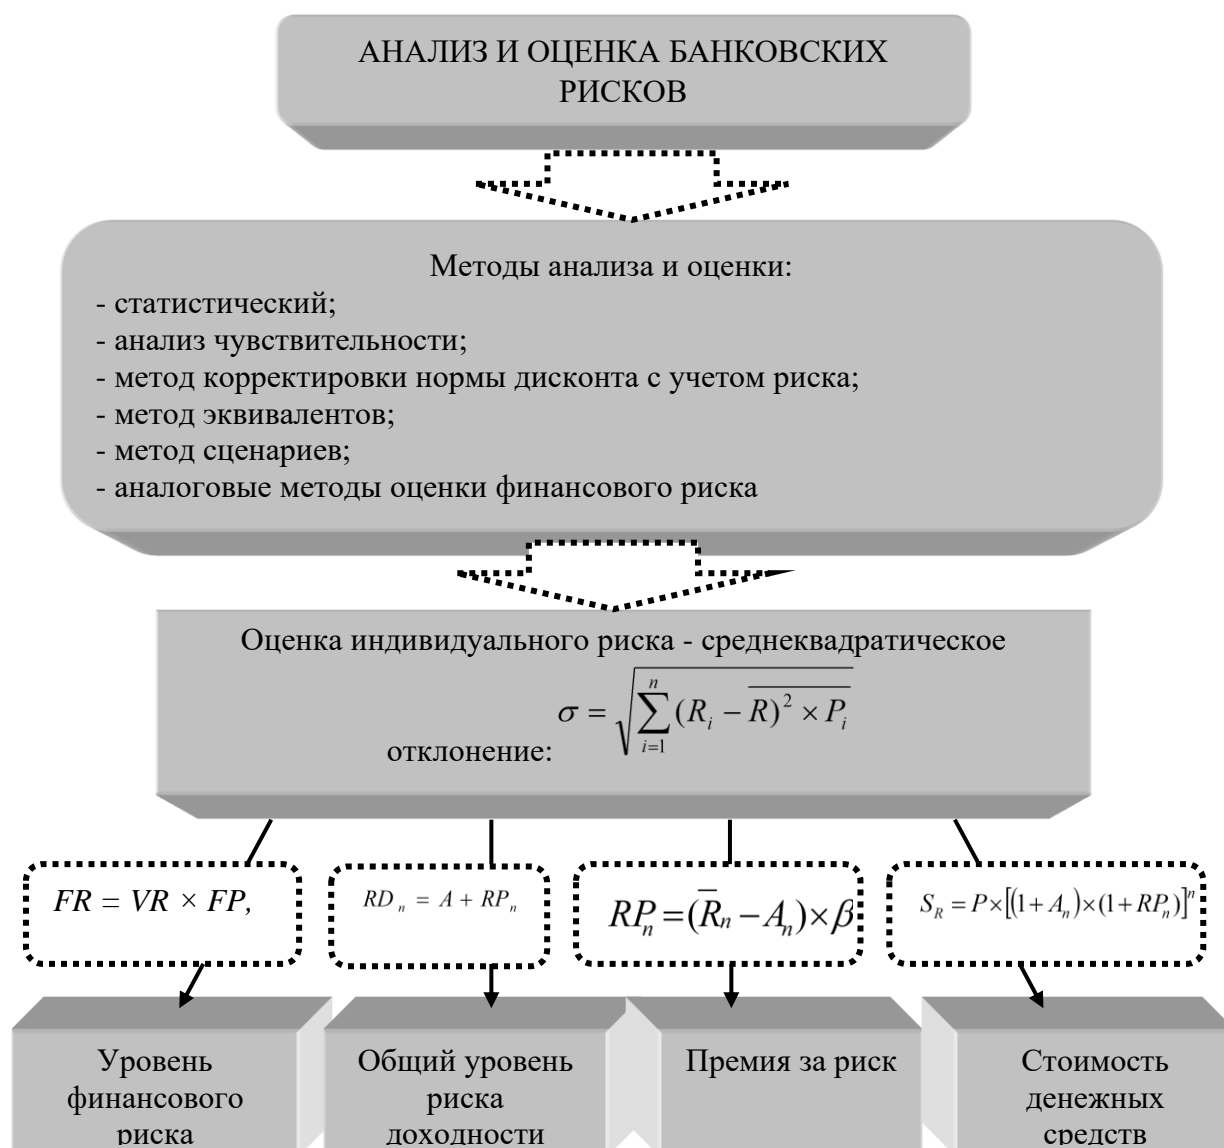 АНАЛИЗ И ОЦЕНКА БАНКОВСКИХ
РИСКОВ
Методы анализа и оценки:
- статистический;
- анализ чувствительности;
- метод корректировки нормы дисконта с учетом риска;
- метод эквивалентов;
- метод сценариев;
- аналоговые методы оценки финансового риска
Оценка индивидуального риска - среднеквадратическое
отклонение: σ = √(∑_{i=1}^{n} (R_i − R̅)² × P_i)
FR = VR × FP,
RD_n = A + RP_n
RP_n = (R̅_n − A_n) × β
S_R = P × [(1 + A_n) × (1 + RP_n)]^n
Уровень
финансового
риска
Общий уровень
риска
доходности
Премия за риск
Стоимость
денежных
средств